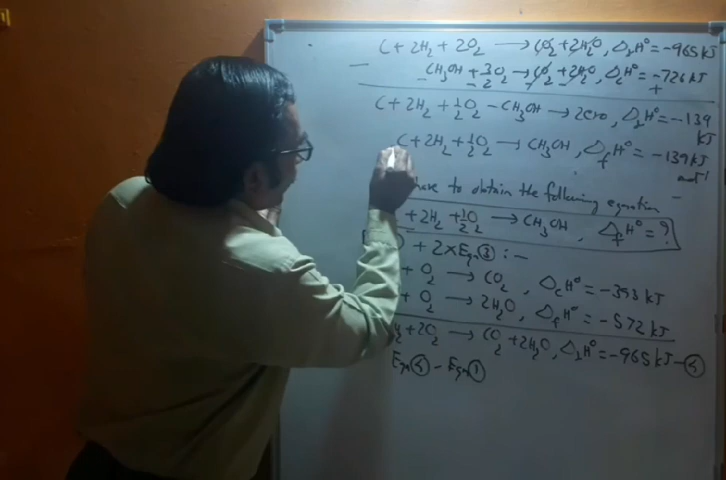 C + 2H₂ + 2O₂ → CO₂ + 2H₂O, ΔrH° = -965 kJ
- CH₃OH + 3/2 O₂ → CO₂ + 2H₂O, ΔcH° = -726 kJ
- - - - +
C + 2H₂ + 1/2 O₂ - CH₃OH → zero, ΔrH° = -139 kJ
C + 2H₂ + 1/2 O₂ → CH₃OH, ΔfH° = -139 kJ mol⁻¹
have to obtain the following equation
+ 2H₂ + 1/2 O₂ → CH₃OH, ΔfH° = ?
+ 2×Eqn③ :-
+ O₂ → CO₂, ΔcH° = -393 kJ
+ O₂ → 2H₂O, ΔfH° = -572 kJ
+ 2O₂ → CO₂ + 2H₂O, ΔrH° = -965 kJ -④
Eqn④ - Eqn①